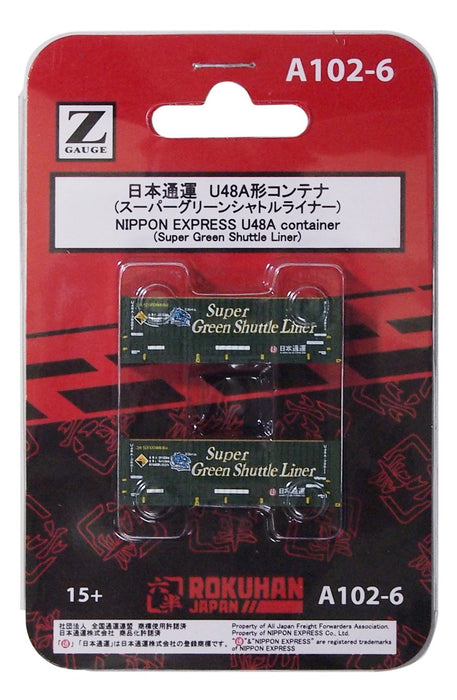 A102-6
Z
GAUGE
日本通運 U48A形コンテナ
(スーパーグリーンシャトルライナー)
NIPPON EXPRESS U48A container
(Super Green Shuttle Liner)
Super
Green Shuttle Liner
日本通運
Super
Green Shuttle Liner
日本通運
15+
ROKUHAN
JAPAN
A102-6
社団法人 全国通運連盟 商標使用許諾済
日本通運株式会社 商品化許諾済
「日本通運」は日本通運株式会社の登録商標です。
Property of All Japan Freight Forwarders Association.
Property of NIPPON EXPRESS Co., Ltd.
"&"NIPPON EXPRESS" are registered trademarks
of NIPPON EXPRESS